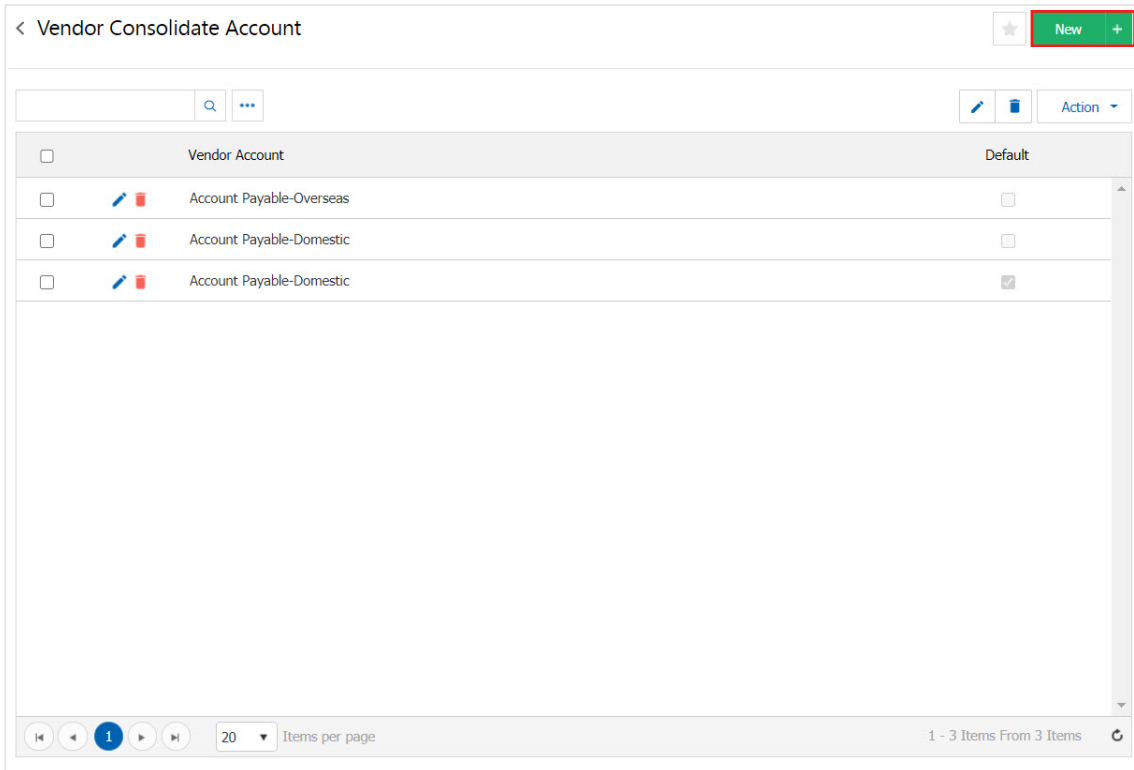 Vendor Consolidate Account
New +
Action
Vendor Account Default
Account Payable-Overseas
Account Payable-Domestic
Account Payable-Domestic
1 20 Items per page 1 - 3 Items From 3 Items